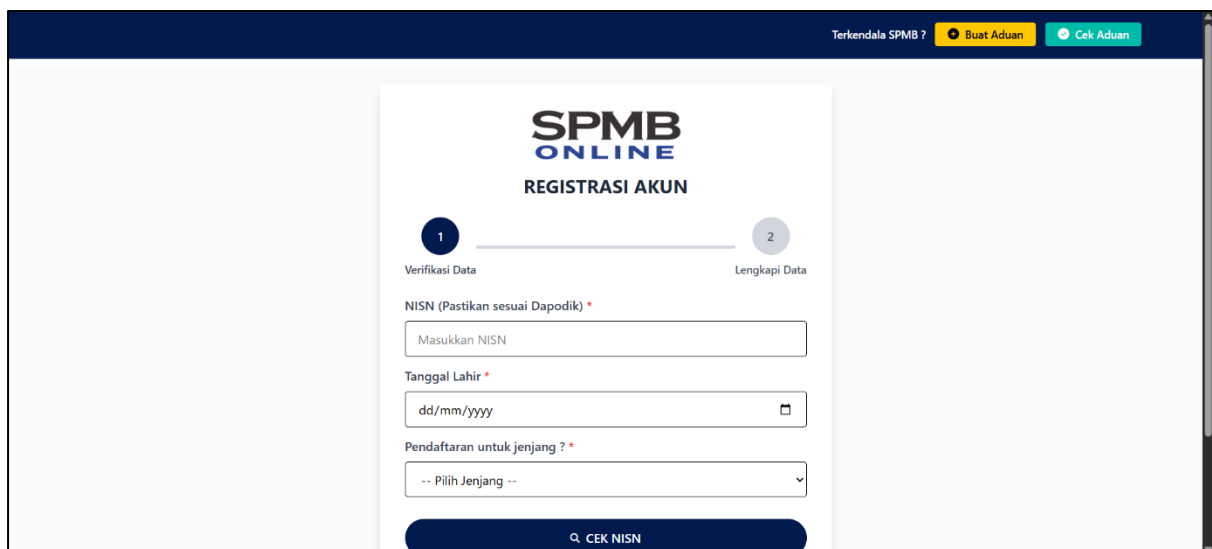 Terkendala SPMB ? Buat Aduan Cek Aduan
SPMB
ONLINE
REGISTRASI AKUN
1 2
Verifikasi Data Lengkapi Data
NISN (Pastikan sesuai Dapodik) *
Masukkan NISN
Tanggal Lahir *
dd/mm/yyyy
Pendaftaran untuk jenjang ? *
-- Pilih Jenjang --
CEK NISN